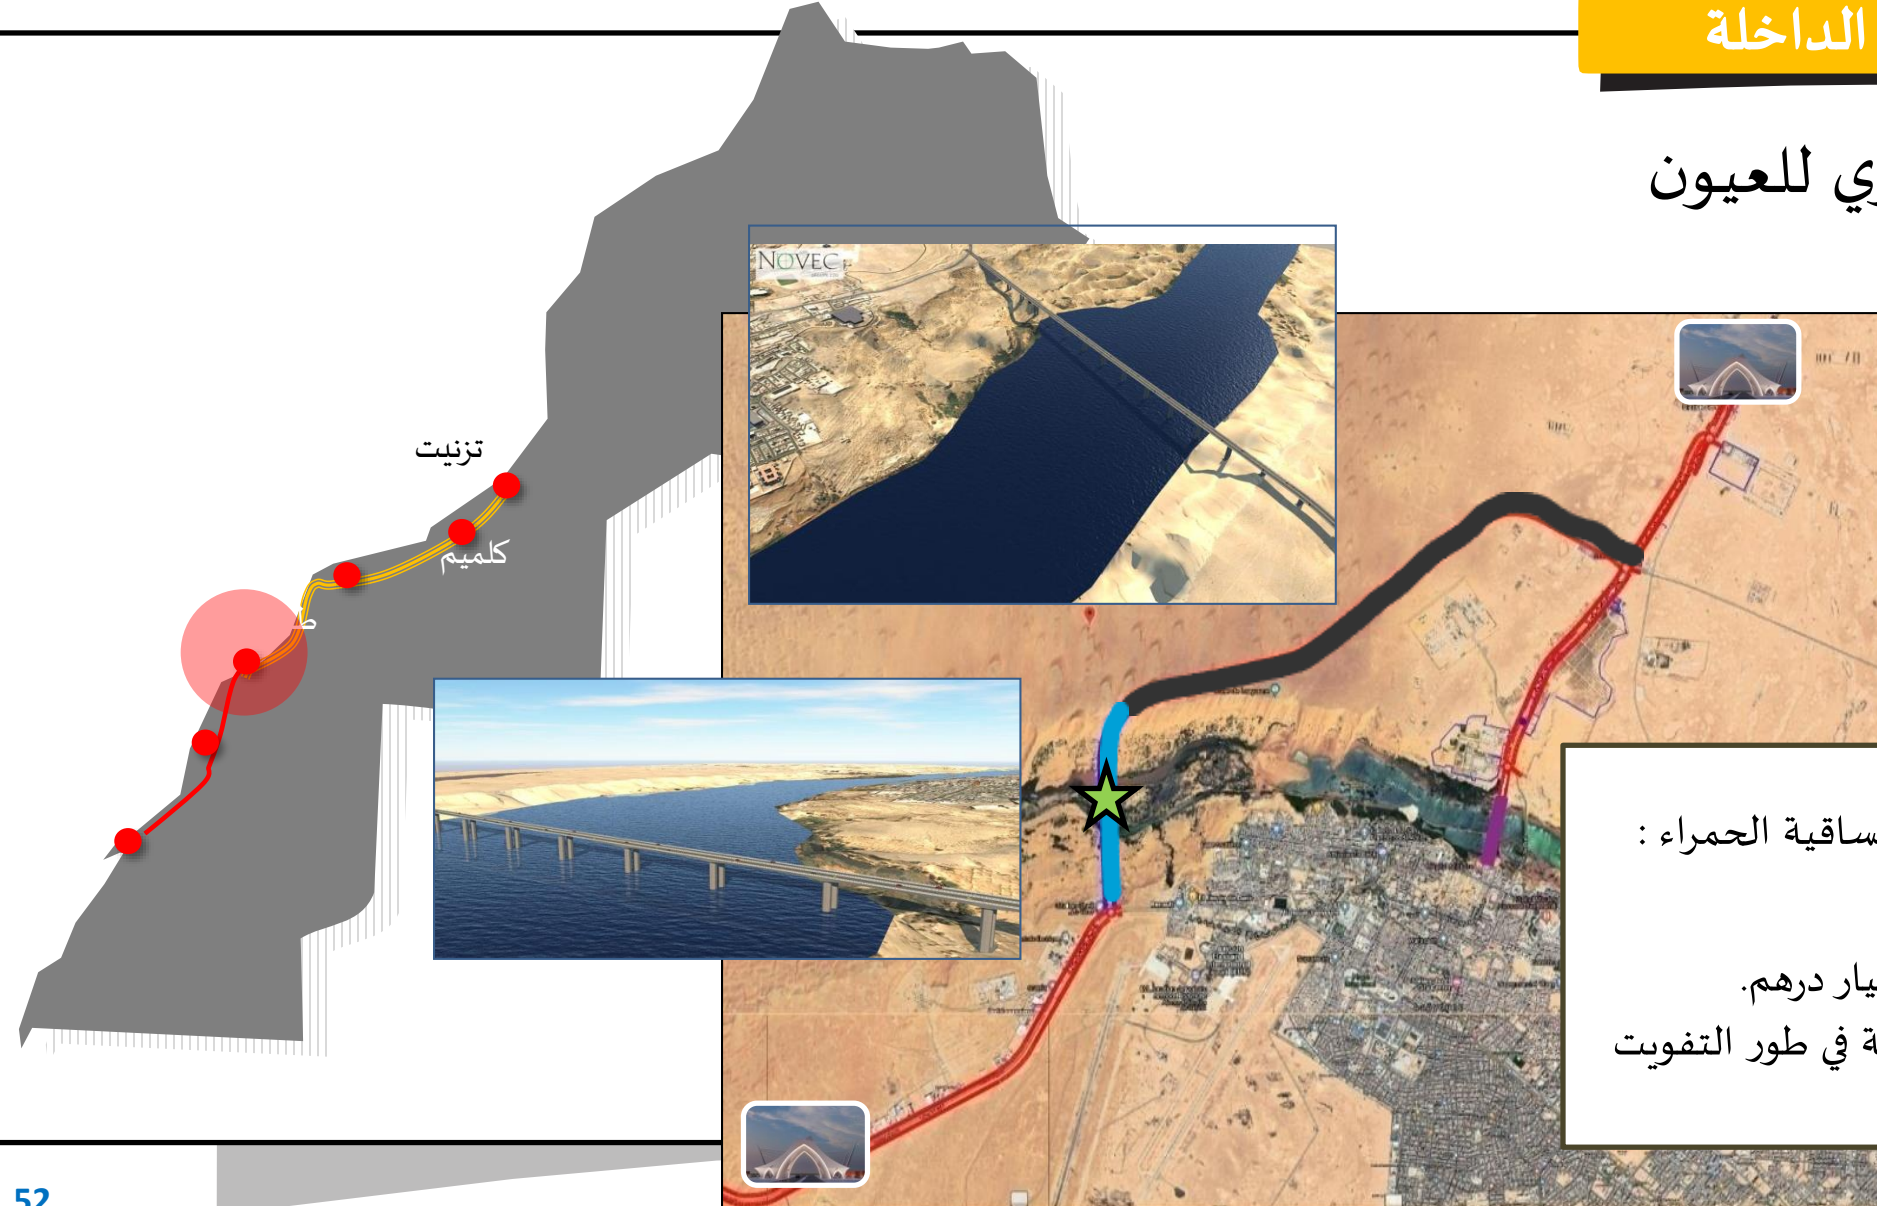 الداخلة
ي للعيون
NOVEC
تزنيت
كلميم
ط
ساقية الحمراء :
يار درهم.
ة في طور التفويت
52